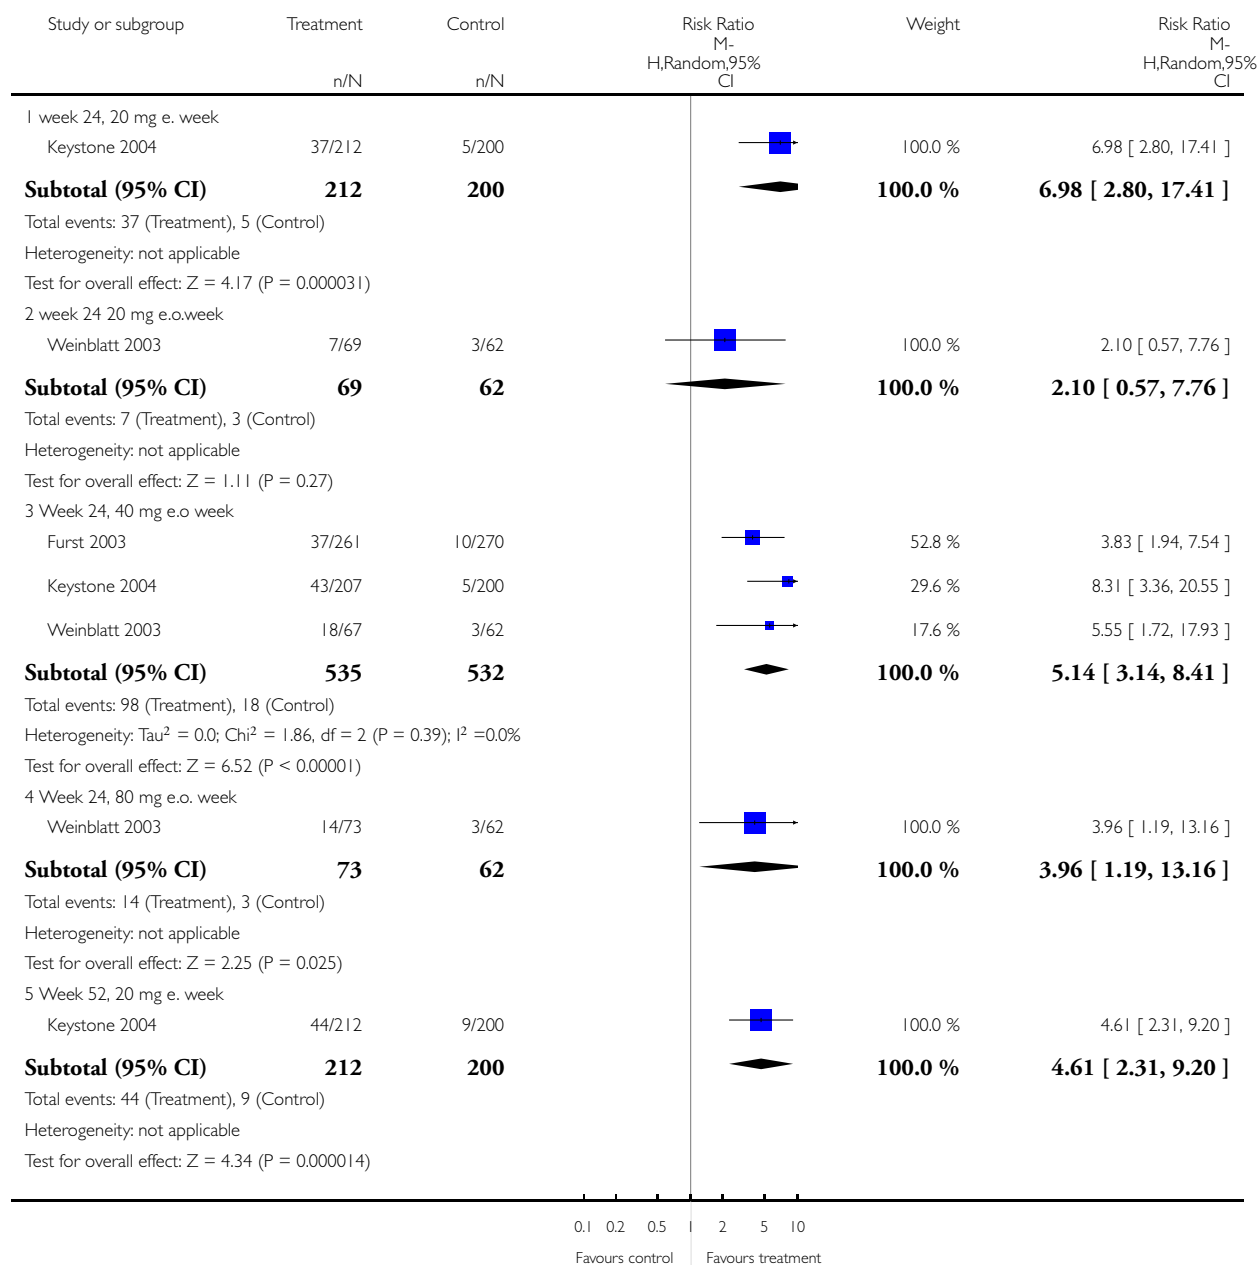 Study or subgroup Treatment Control Risk Ratio Weight Risk Ratio
M- M-
H,Random,95% H,Random,95%
n/N n/N CI CI
1 week 24, 20 mg e. week
Keystone 2004 37/212 5/200 100.0 % 6.98 [ 2.80, 17.41 ]
Subtotal (95% CI) 212 200 100.0 % 6.98 [ 2.80, 17.41 ]
Total events: 37 (Treatment), 5 (Control)
Heterogeneity: not applicable
Test for overall effect: Z = 4.17 (P = 0.000031)
2 week 24 20 mg e.o.week
Weinblatt 2003 7/69 3/62 100.0 % 2.10 [ 0.57, 7.76 ]
Subtotal (95% CI) 69 62 100.0 % 2.10 [ 0.57, 7.76 ]
Total events: 7 (Treatment), 3 (Control)
Heterogeneity: not applicable
Test for overall effect: Z = 1.11 (P = 0.27)
3 Week 24, 40 mg e.o week
Furst 2003 37/261 10/270 52.8 % 3.83 [ 1.94, 7.54 ]
Keystone 2004 43/207 5/200 29.6 % 8.31 [ 3.36, 20.55 ]
Weinblatt 2003 18/67 3/62 17.6 % 5.55 [ 1.72, 17.93 ]
Subtotal (95% CI) 535 532 100.0 % 5.14 [ 3.14, 8.41 ]
Total events: 98 (Treatment), 18 (Control)
Heterogeneity: Tau² = 0.0; Chi² = 1.86, df = 2 (P = 0.39); I² =0.0%
Test for overall effect: Z = 6.52 (P < 0.00001)
4 Week 24, 80 mg e.o. week
Weinblatt 2003 14/73 3/62 100.0 % 3.96 [ 1.19, 13.16 ]
Subtotal (95% CI) 73 62 100.0 % 3.96 [ 1.19, 13.16 ]
Total events: 14 (Treatment), 3 (Control)
Heterogeneity: not applicable
Test for overall effect: Z = 2.25 (P = 0.025)
5 Week 52, 20 mg e. week
Keystone 2004 44/212 9/200 100.0 % 4.61 [ 2.31, 9.20 ]
Subtotal (95% CI) 212 200 100.0 % 4.61 [ 2.31, 9.20 ]
Total events: 44 (Treatment), 9 (Control)
Heterogeneity: not applicable
Test for overall effect: Z = 4.34 (P = 0.000014)
0.1 0.2 0.5 1 2 5 10
Favours control Favours treatment